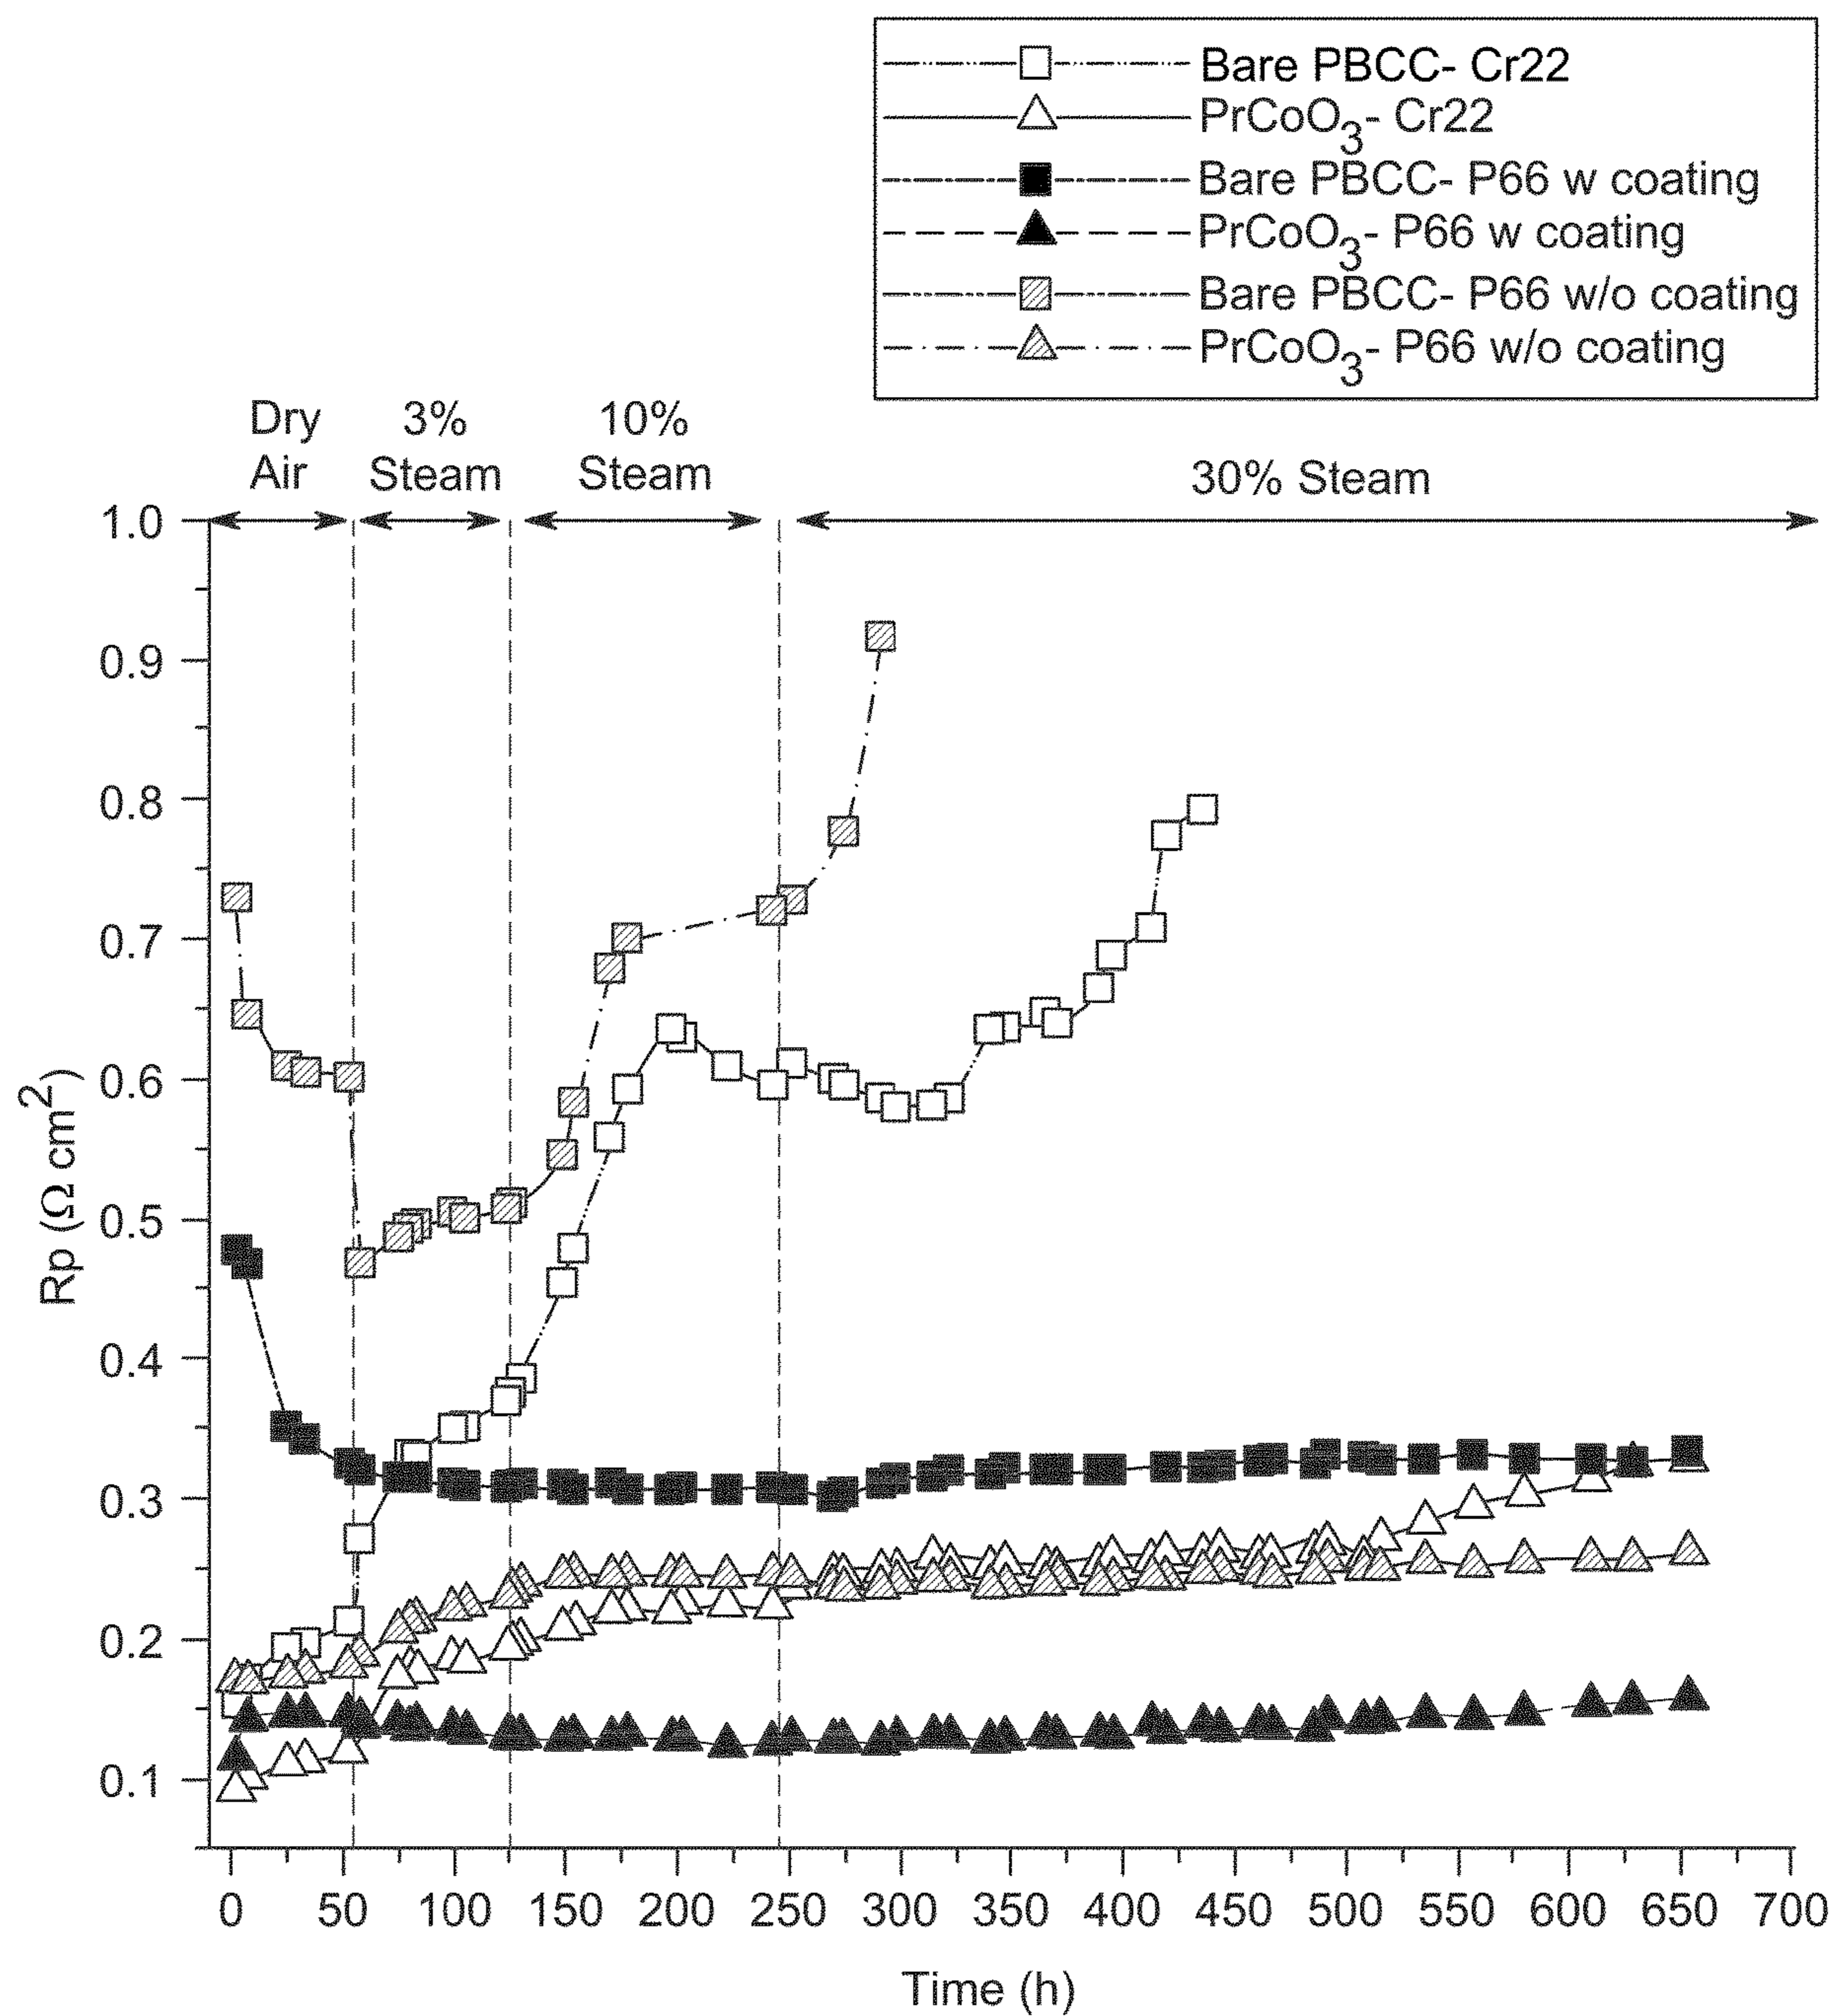 Bare PBCC- Cr22
PrCoO3- Cr22
Bare PBCC- P66 w coating
PrCoO3- P66 w coating
Bare PBCC- P66 w/o coating
PrCoO3- P66 w/o coating
Dry
Air
3%
Steam
10%
Steam
30% Steam
1.0
0.9
0.8
0.7
0.6
0.5
0.4
0.3
0.2
0.1
Rp (Ω cm2)
0 50 100 150 200 250 300 350 400 450 500 550 600 650 700
Time (h)